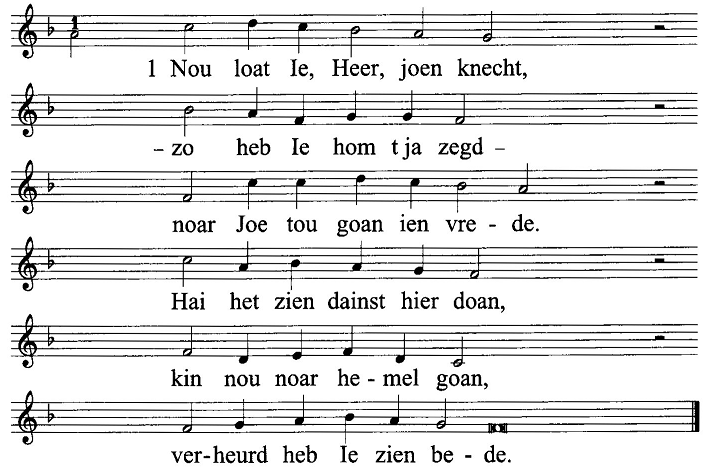 1 Nou loat Ie, Heer, joen knecht,
– zo heb Ie hom t ja zegd –
noar Joe tou goan ien vre - de.
Hai het zien dainst hier doan,
kin nou noar he - mel goan,
ver-heurd heb Ie zien be - de.